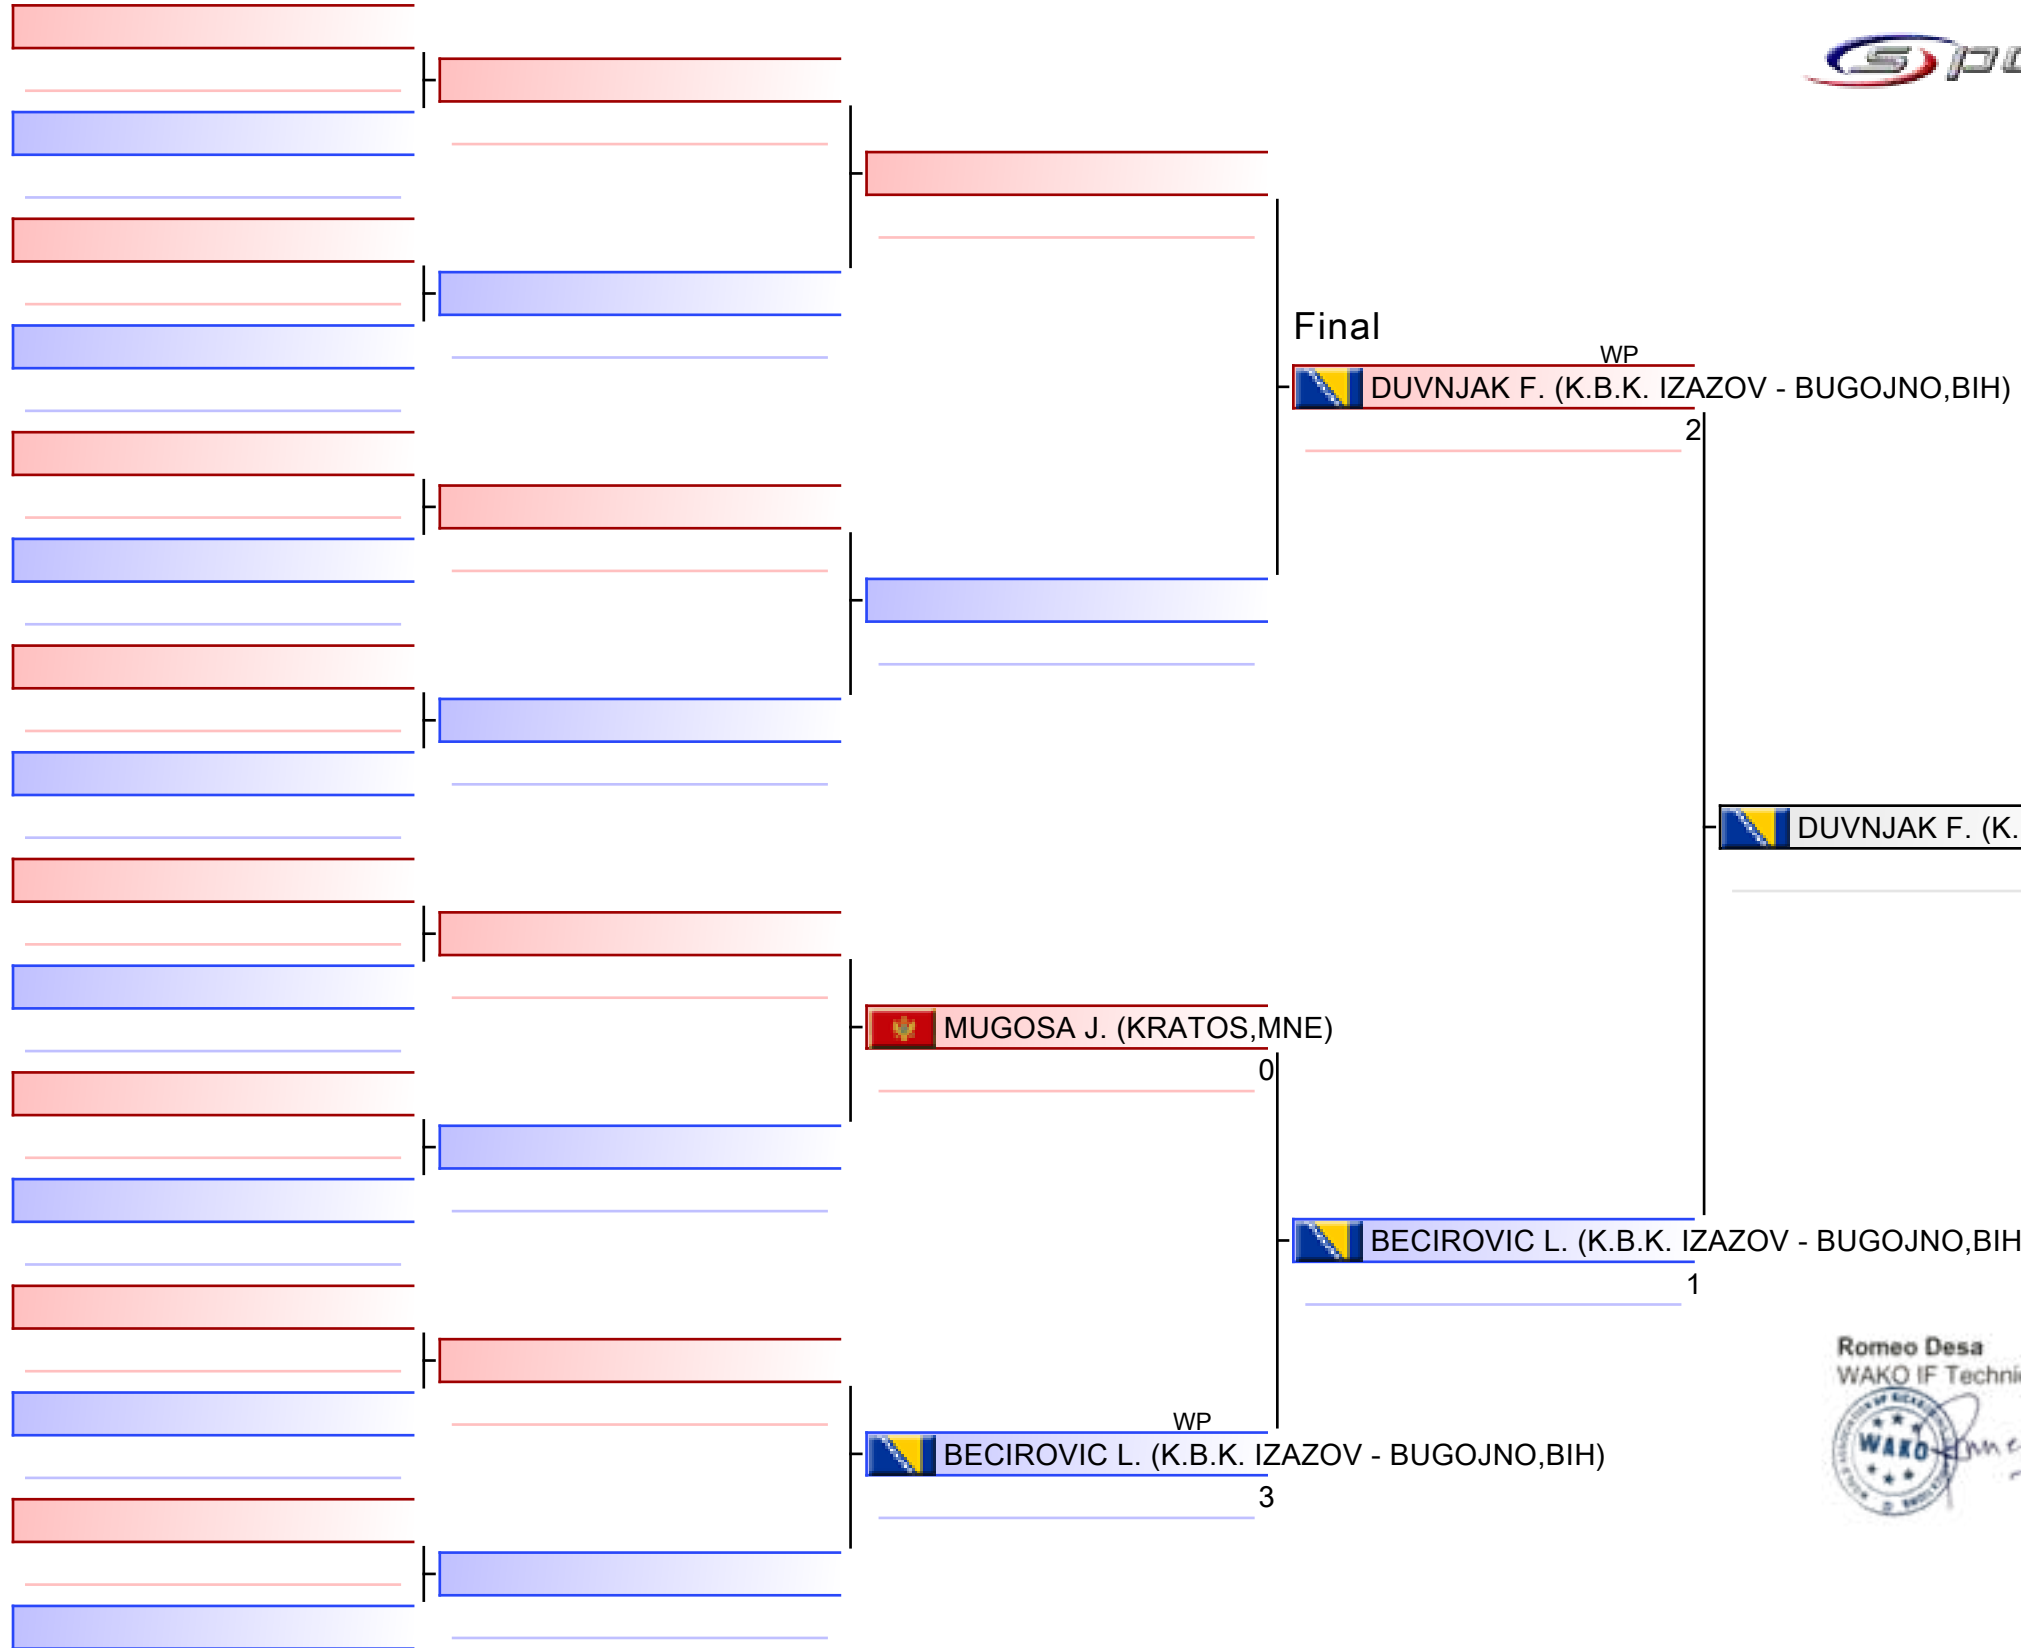 Final
WP
DUVNJAK F. (K.B.K. IZAZOV - BUGOJNO,BIH)
2
DUVNJAK F. (K.
MUGOSA J. (KRATOS,MNE)
0
BECIROVIC L. (K.B.K. IZAZOV - BUGOJNO,BIH
1
WP
BECIROVIC L. (K.B.K. IZAZOV - BUGOJNO,BIH)
3
Romeo Desa
WAKO IF Techni
WAKO